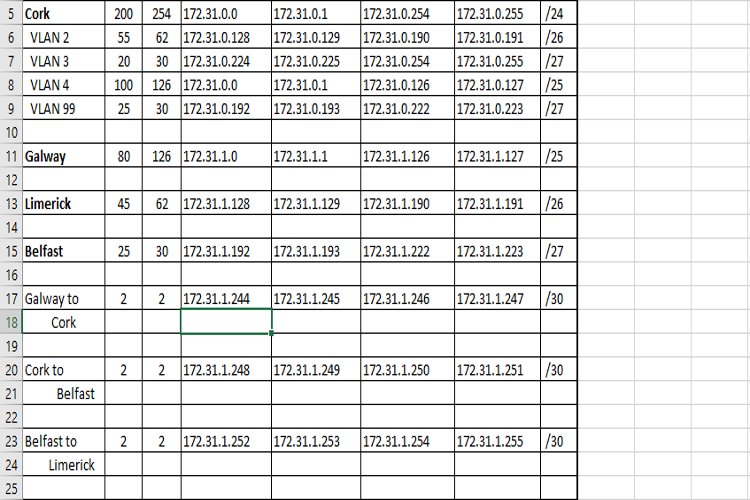 5 Cork 200 254 172.31.0.0 172.31.0.1 172.31.0.254 172.31.0.255 /24
6 VLAN 2 55 62 172.31.0.128 172.31.0.129 172.31.0.190 172.31.0.191 /26
7 VLAN 3 20 30 172.31.0.224 172.31.0.225 172.31.0.254 172.31.0.255 /27
8 VLAN 4 100 126 172.31.0.0 172.31.0.1 172.31.0.126 172.31.0.127 /25
9 VLAN 99 25 30 172.31.0.192 172.31.0.193 172.31.0.222 172.31.0.223 /27
10
11 Galway 80 126 172.31.1.0 172.31.1.1 172.31.1.126 172.31.1.127 /25
12
13 Limerick 45 62 172.31.1.128 172.31.1.129 172.31.1.190 172.31.1.191 /26
14
15 Belfast 25 30 172.31.1.192 172.31.1.193 172.31.1.222 172.31.1.223 /27
16
17 Galway to 2 2 172.31.1.244 172.31.1.245 172.31.1.246 172.31.1.247 /30
18 Cork
19
20 Cork to 2 2 172.31.1.248 172.31.1.249 172.31.1.250 172.31.1.251 /30
21 Belfast
22
23 Belfast to 2 2 172.31.1.252 172.31.1.253 172.31.1.254 172.31.1.255 /30
24 Limerick
25